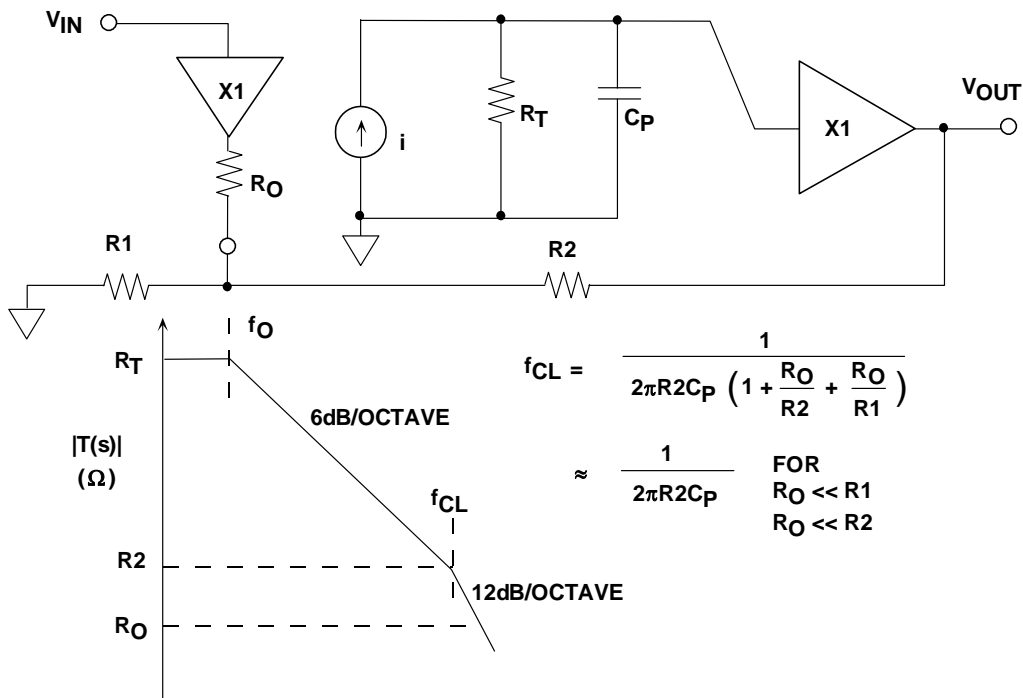 VIN
X1
RO
i
RT
CP
X1
VOUT
R1
R2
fO
RT
6dB/OCTAVE
|T(s)|
(Ω)
fCL
R2
12dB/OCTAVE
RO
fCL = 1 / 2πR2CP (1 + RO/R2 + RO/R1)
≈ 1 / 2πR2CP FOR
RO << R1
RO << R2